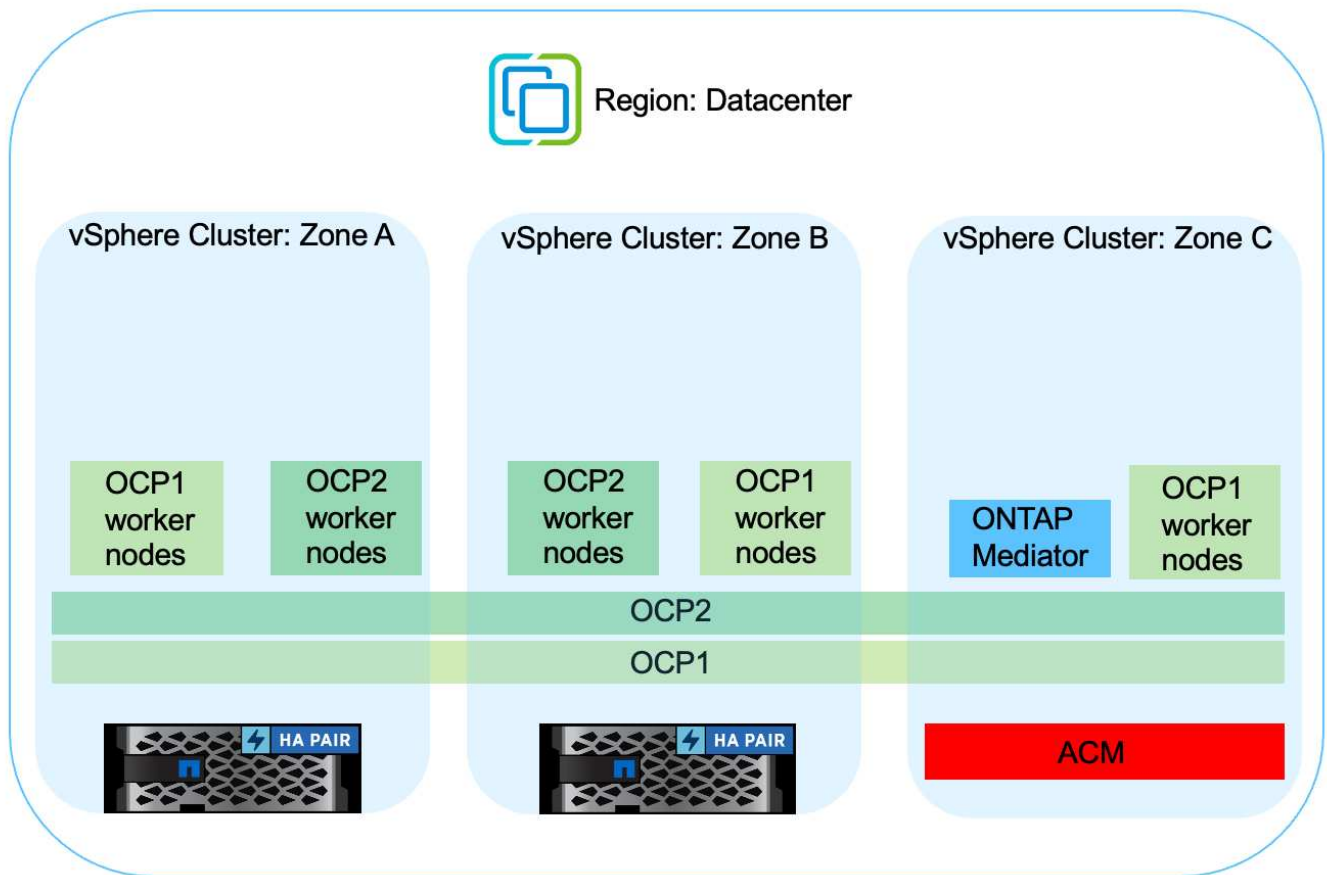 Region: Datacenter
vSphere Cluster: Zone A
vSphere Cluster: Zone B
vSphere Cluster: Zone C
OCP1
worker
nodes
OCP2
worker
nodes
OCP2
worker
nodes
OCP1
worker
nodes
ONTAP
Mediator
OCP1
worker
nodes
OCP2
OCP1
HA PAIR
HA PAIR
ACM